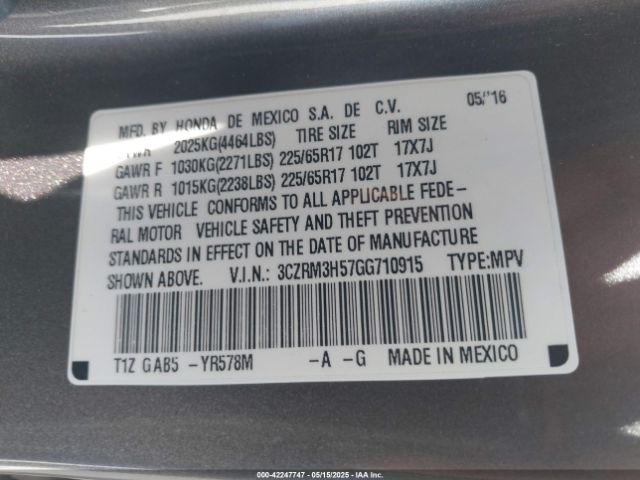 MFD. BY HONDA DE MEXICO S.A. DE C.V. 05/'16
2025KG(4464LBS) TIRE SIZE RIM SIZE
GAWR F 1030KG(2271LBS) 225/65R17 102T 17X7J
GAWR R 1015KG(2238LBS) 225/65R17 102T 17X7J
THIS VEHICLE CONFORMS TO ALL APPLICABLE FEDE-
RAL MOTOR VEHICLE SAFETY AND THEFT PREVENTION
STANDARDS IN EFFECT ON THE DATE OF MANUFACTURE
SHOWN ABOVE. V.I.N.: 3CZRM3H57GG710915 TYPE:MPV
T1Z GAB5 -YR578M -A -G MADE IN MEXICO
000-42247747 - 05/15/2025 - IAA Inc.